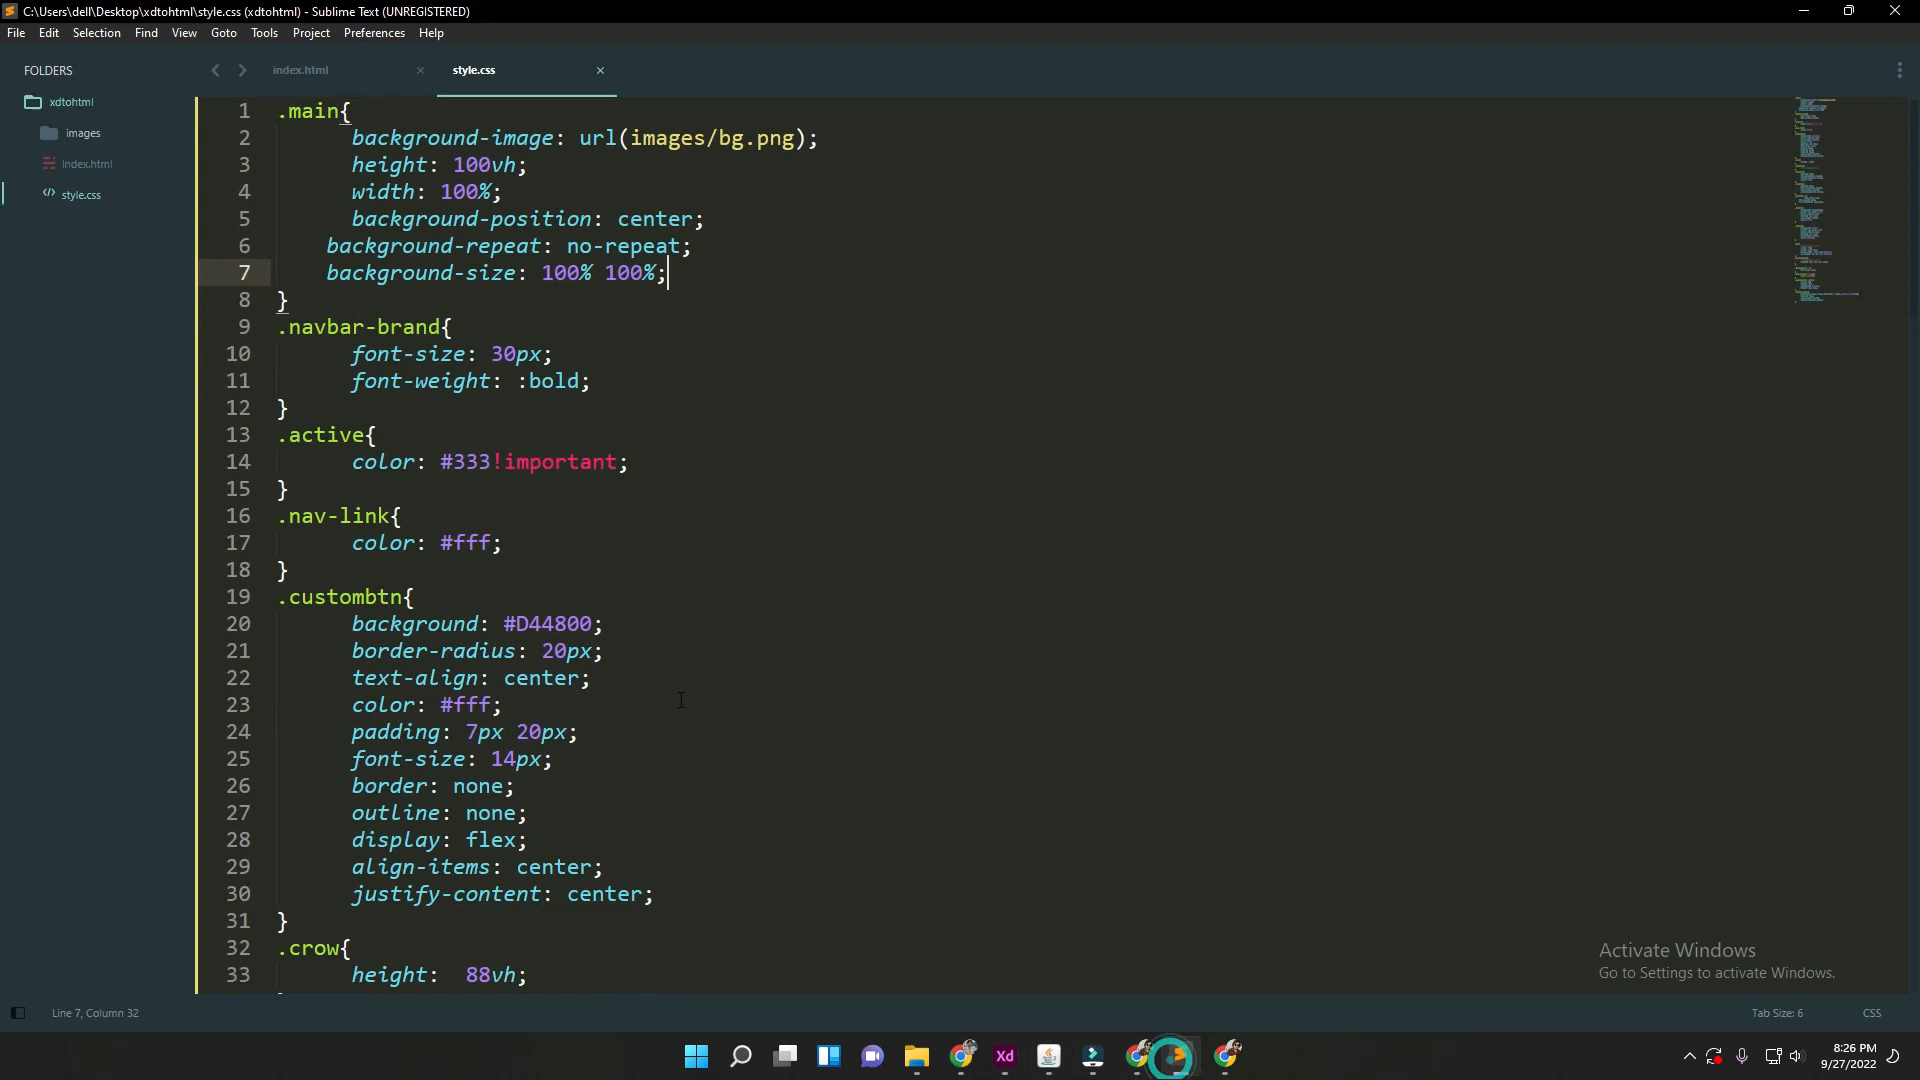 C:\Users\dell\Desktop\xdtohtml\style.css (xdtohtml) - Sublime Text (UNREGISTERED)
File Edit Selection Find View Goto Tools Project Preferences Help
FOLDERS
xdtohtml
images
index.html
style.css
index.html
style.css
1 .main{
2 background-image: url(images/bg.png);
3 height: 100vh;
4 width: 100%;
5 background-position: center;
6 background-repeat: no-repeat;
7 background-size: 100% 100%;
8 }
9 .navbar-brand{
10 font-size: 30px;
11 font-weight: :bold;
12 }
13 .active{
14 color: #333!important;
15 }
16 .nav-link{
17 color: #fff;
18 }
19 .custombtn{
20 background: #D44800;
21 border-radius: 20px;
22 text-align: center;
23 color: #fff;
24 padding: 7px 20px;
25 font-size: 14px;
26 border: none;
27 outline: none;
28 display: flex;
29 align-items: center;
30 justify-content: center;
31 }
32 .crow{
33 height:  88vh;
Activate Windows
Go to Settings to activate Windows.
Line 7, Column 32
Tab Size: 6
CSS
Xd
8:26 PM
9/27/2022